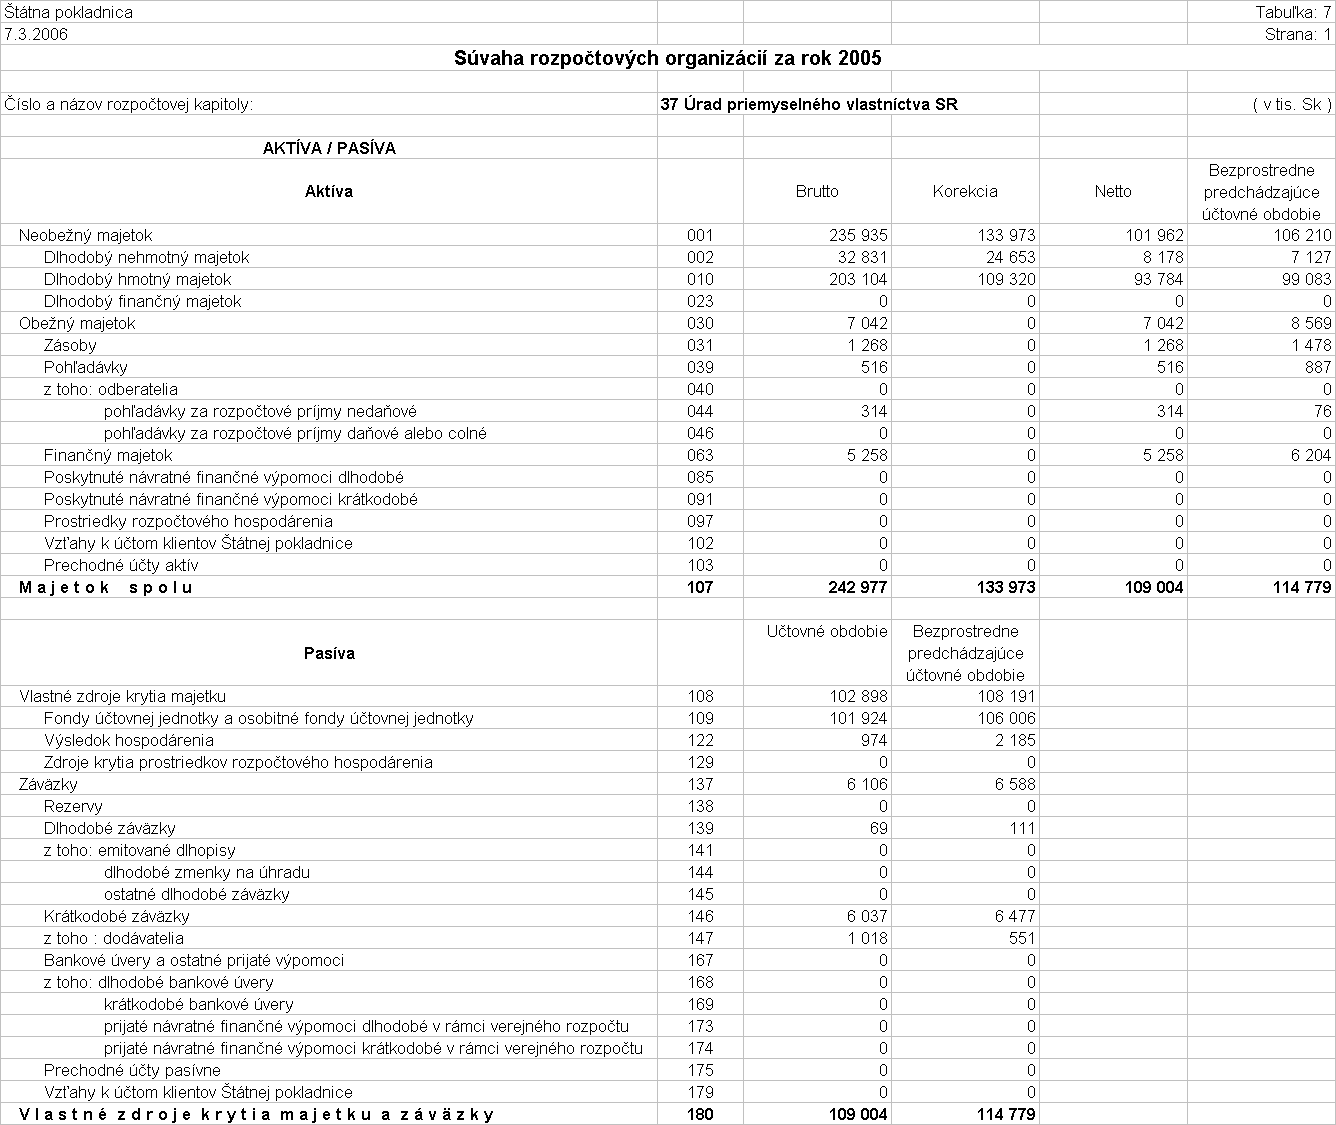 Štátna pokladnica Tabuľka: 7
7.3.2006 Strana: 1
Súvaha rozpočtových organizácií za rok 2005
Číslo a názov rozpočtovej kapitoly: 37 Úrad priemyselného vlastníctva SR ( v tis. Sk )
AKTÍVA / PASÍVA
Aktíva Brutto Korekcia Netto Bezprostredne
predchádzajúce
účtovné obdobie
Neobežný majetok 001 235 935 133 973 101 962 106 210
Dlhodobý nehmotný majetok 002 32 831 24 653 8 178 7 127
Dlhodobý hmotný majetok 010 203 104 109 320 93 784 99 083
Dlhodobý finančný majetok 023 0 0 0 0
Obežný majetok 030 7 042 0 7 042 8 569
Zásoby 031 1 268 0 1 268 1 478
Pohľadávky 039 516 0 516 887
z toho: odberatelia 040 0 0 0 0
pohľadávky za rozpočtové príjmy nedaňové 044 314 0 314 76
pohľadávky za rozpočtové príjmy daňové alebo colné 046 0 0 0 0
Finančný majetok 063 5 258 0 5 258 6 204
Poskytnuté návratné finančné výpomoci dlhodobé 085 0 0 0 0
Poskytnuté návratné finančné výpomoci krátkodobé 091 0 0 0 0
Prostriedky rozpočtového hospodárenia 097 0 0 0 0
Vzťahy k účtom klientov Štátnej pokladnice 102 0 0 0 0
Prechodné účty aktív 103 0 0 0 0
Majetok spolu 107 242 977 133 973 109 004 114 779
Pasíva Učtovné obdobie Bezprostredne
predchádzajúce
účtovné obdobie
Vlastné zdroje krytia majetku 108 102 898 108 191
Fondy účtovnej jednotky a osobitné fondy účtovnej jednotky 109 101 924 106 006
Výsledok hospodárenia 122 974 2 185
Zdroje krytia prostriedkov rozpočtového hospodárenia 129 0 0
Záväzky 137 6 106 6 588
Rezervy 138 0 0
Dlhodobé záväzky 139 69 111
z toho: emitované dlhopisy 141 0 0
dlhodobé zmenky na úhradu 144 0 0
ostatné dlhodobé záväzky 145 0 0
Krátkodobé záväzky 146 6 037 6 477
z toho : dodávatelia 147 1 018 551
Bankové úvery a ostatné prijaté výpomoci 167 0 0
z toho: dlhodobé bankové úvery 168 0 0
krátkodobé bankové úvery 169 0 0
prijaté návratné finančné výpomoci dlhodobé v rámci verejného rozpočtu 173 0 0
prijaté návratné finančné výpomoci krátkodobé v rámci verejného rozpočtu 174 0 0
Prechodné účty pasívne 175 0 0
Vzťahy k účtom klientov Štátnej pokladnice 179 0 0
Vlastné zdroje krytia majetku a záväzky 180 109 004 114 779